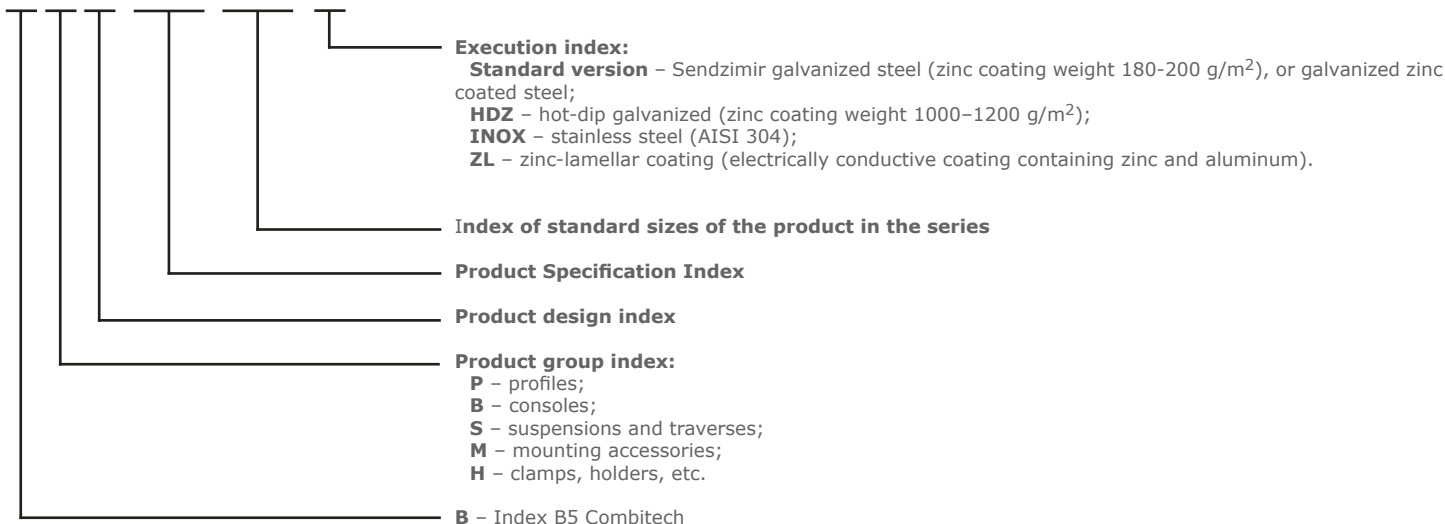 Execution index:
Standard version – Sendzimir galvanized steel (zinc coating weight 180-200 g/m²), or galvanized zinc
coated steel;
HDZ – hot-dip galvanized (zinc coating weight 1000–1200 g/m²);
INOX – stainless steel (AISI 304);
ZL – zinc-lamellar coating (electrically conductive coating containing zinc and aluminum).
Index of standard sizes of the product in the series
Product Specification Index
Product design index
Product group index:
P – profiles;
B – consoles;
S – suspensions and traverses;
M – mounting accessories;
H – clamps, holders, etc.
B – Index B5 Combitech